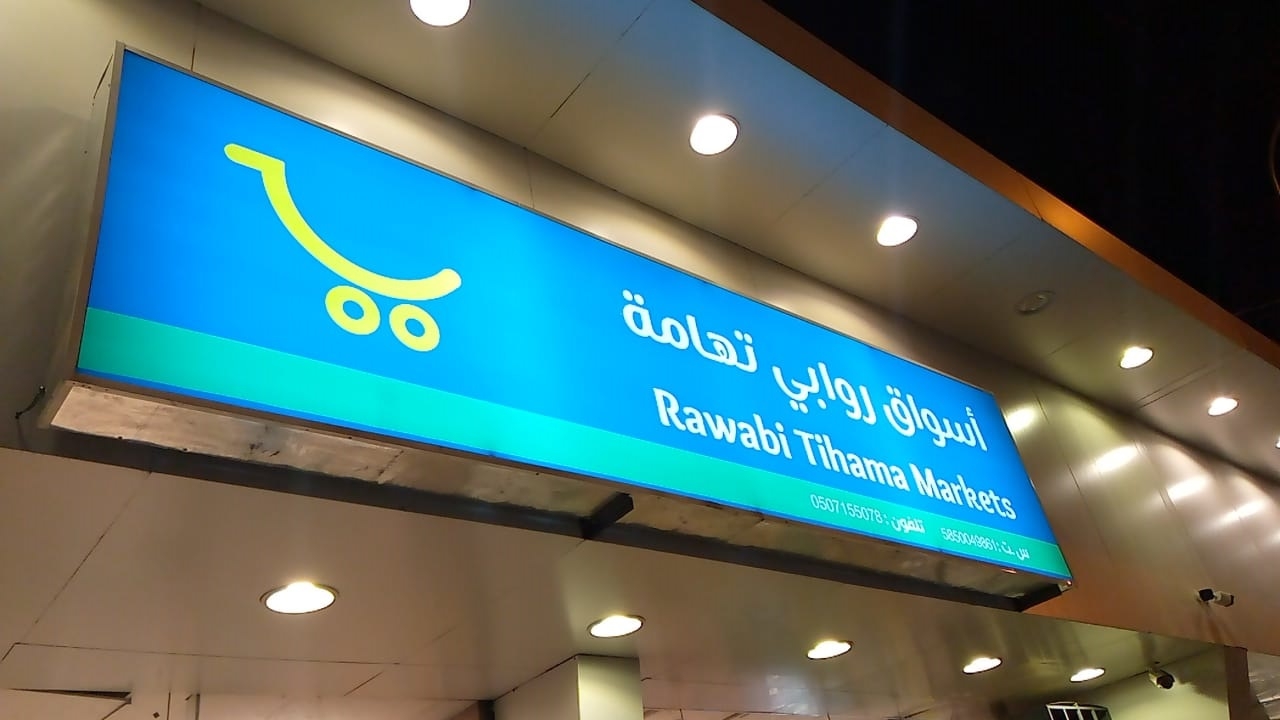 أسواق روابي تهامة
Rawabi Tihama Markets
س.ت: 5850049861 تلفون: 0507155078